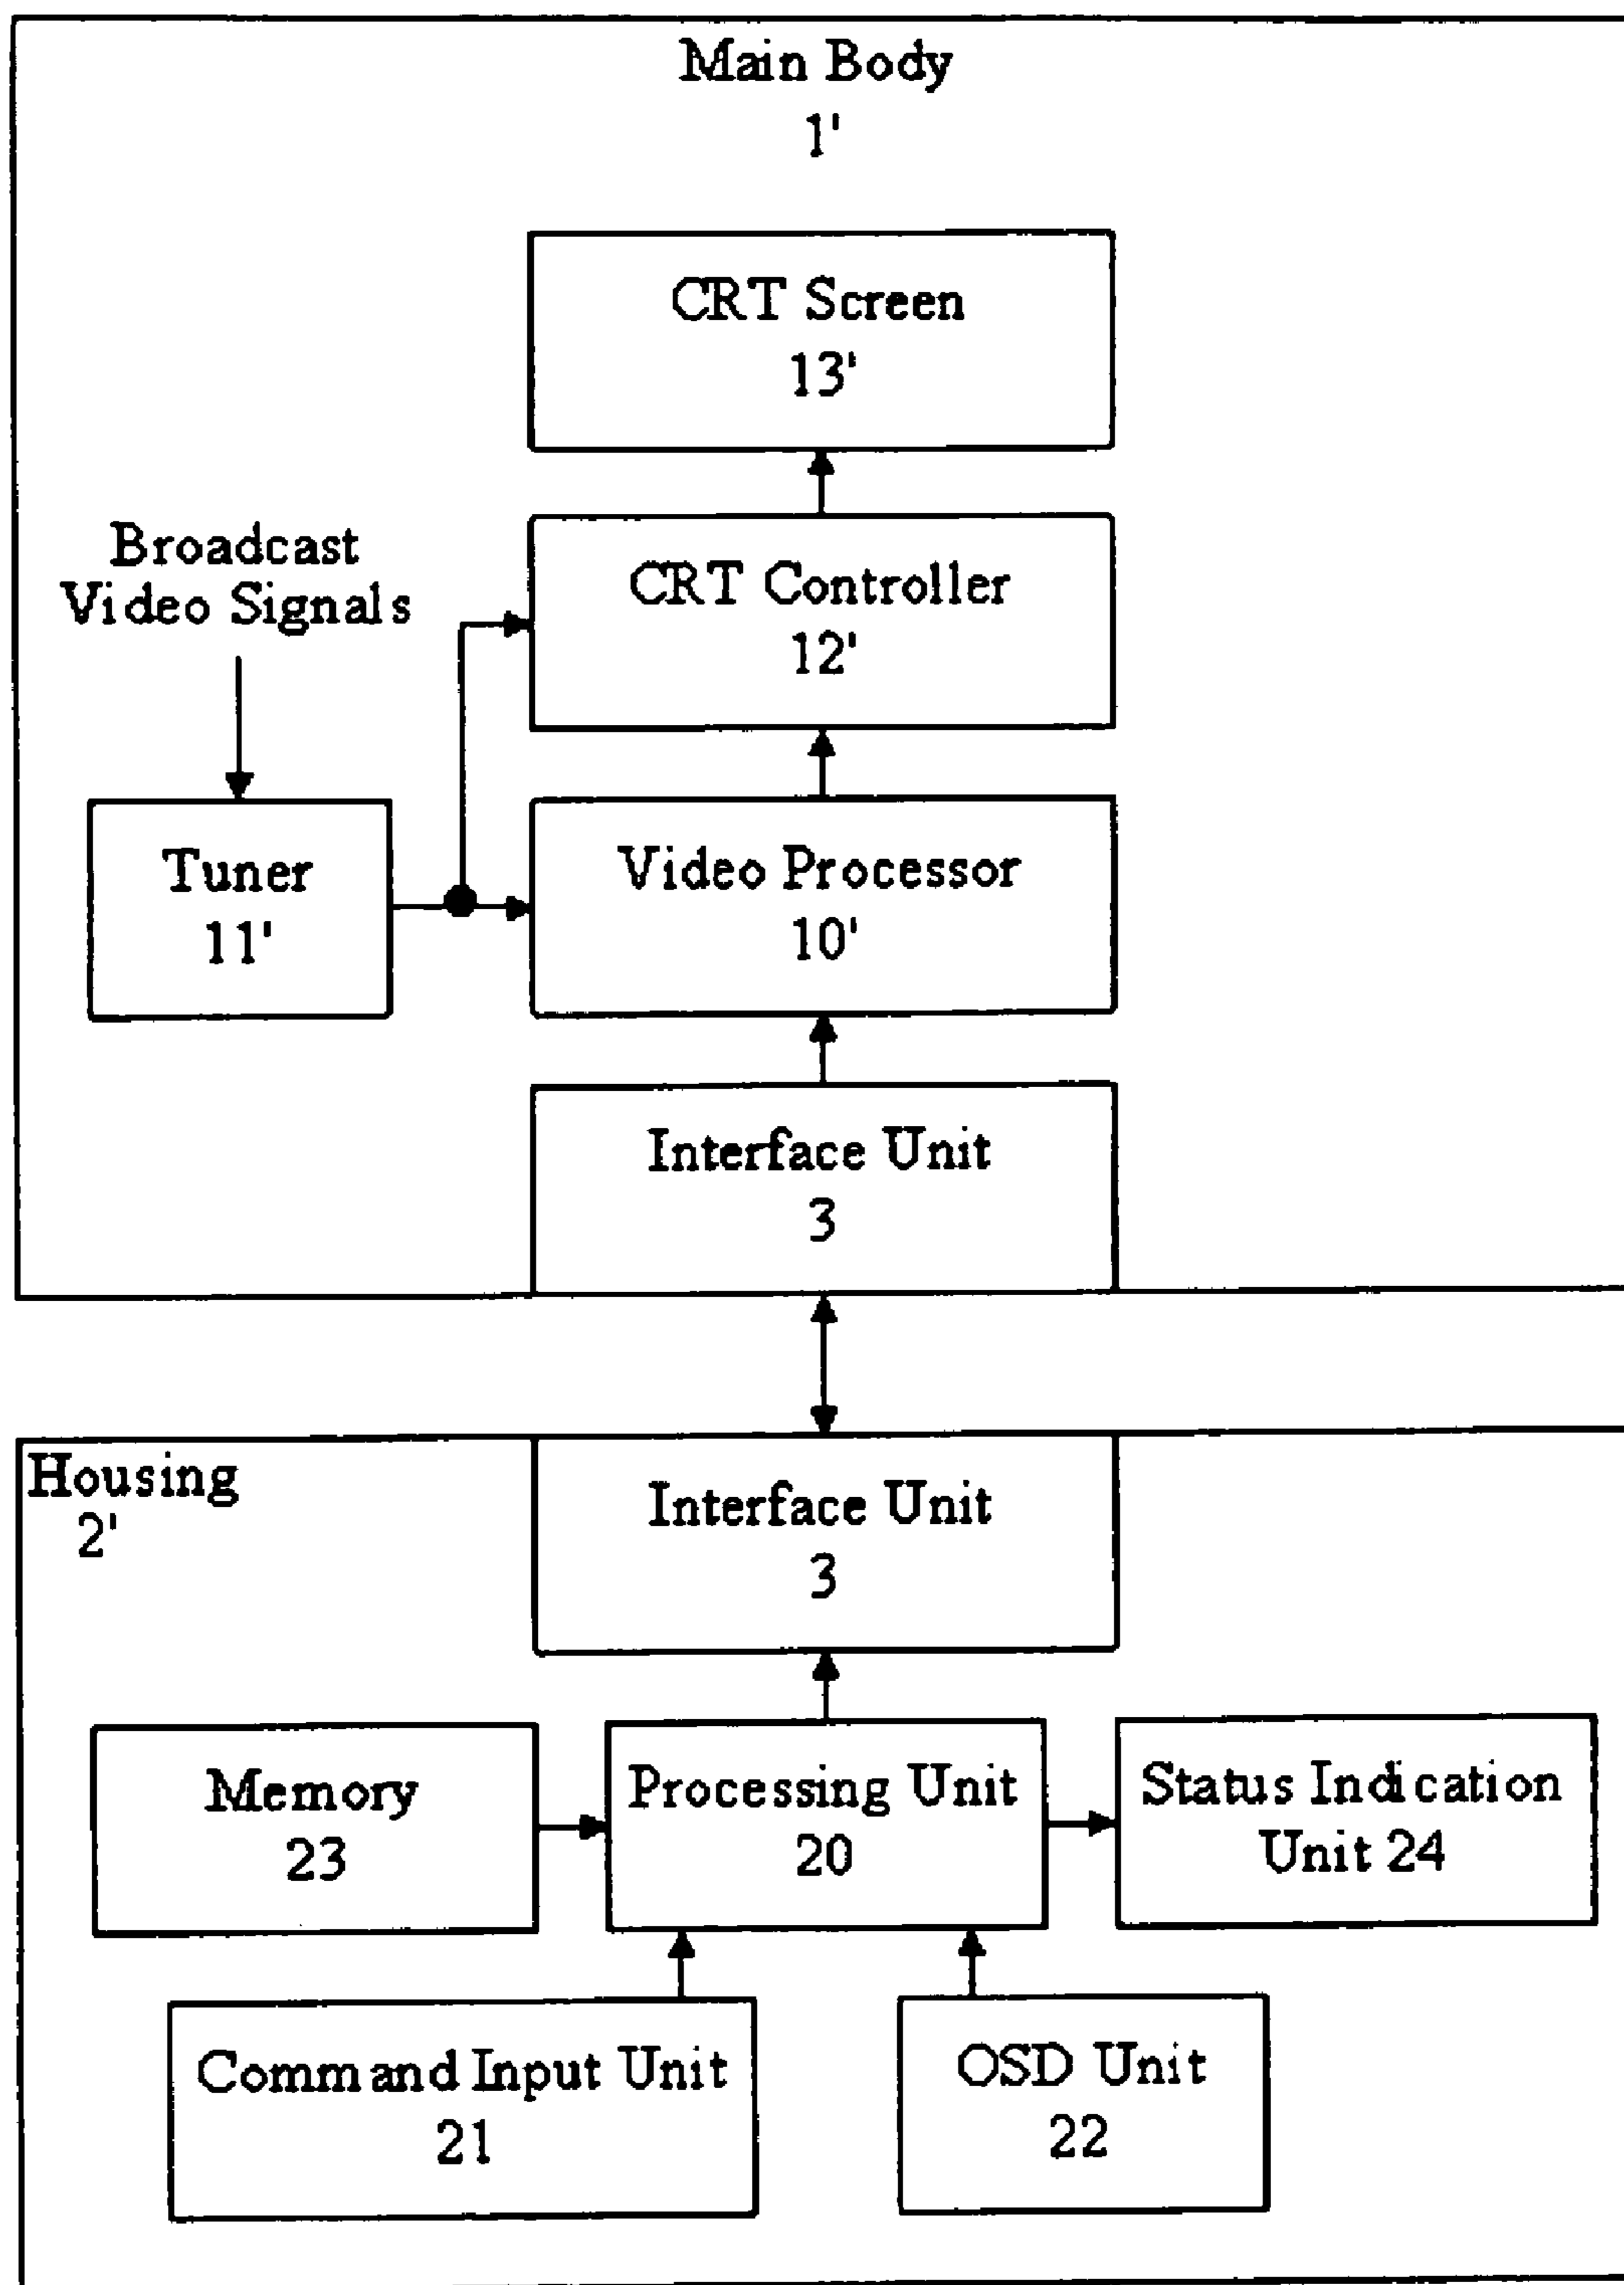 Main Body
1'
CRT Screen
13'
Broadcast
Video Signals
CRT Controller
12'
Tuner
11'
Video Processor
10'
Interface Unit
3
Housing
2'
Interface Unit
3
Memory
23
Processing Unit
20
Status Indication
Unit 24
Command Input Unit
21
OSD Unit
22